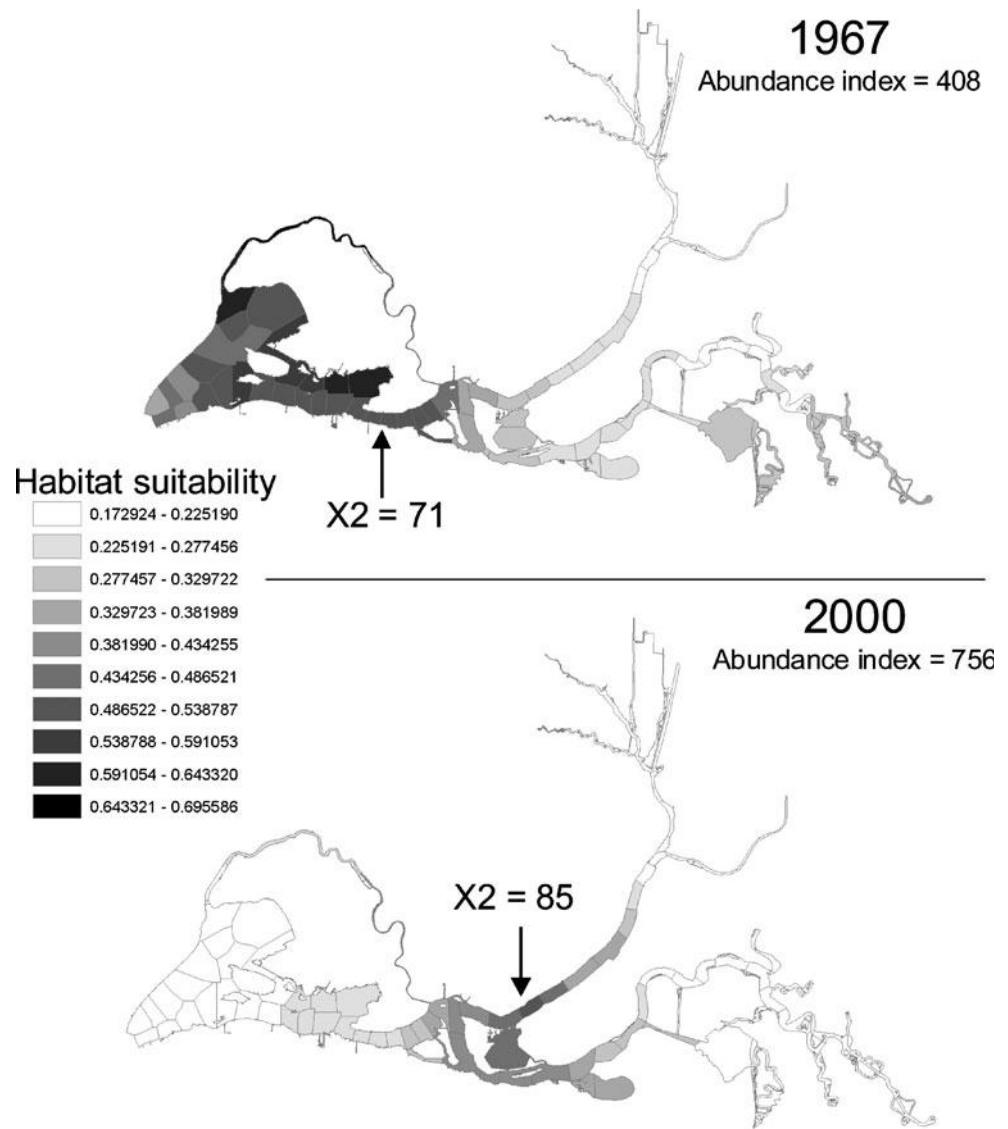 1967
Abundance index = 408
X2 = 71
Habitat suitability
0.172924 - 0.225190
0.225191 - 0.277456
0.277457 - 0.329722
0.329723 - 0.381989
0.381990 - 0.434255
0.434256 - 0.486521
0.486522 - 0.538787
0.538788 - 0.591053
0.591054 - 0.643320
0.643321 - 0.695586
2000
Abundance index = 756
X2 = 85